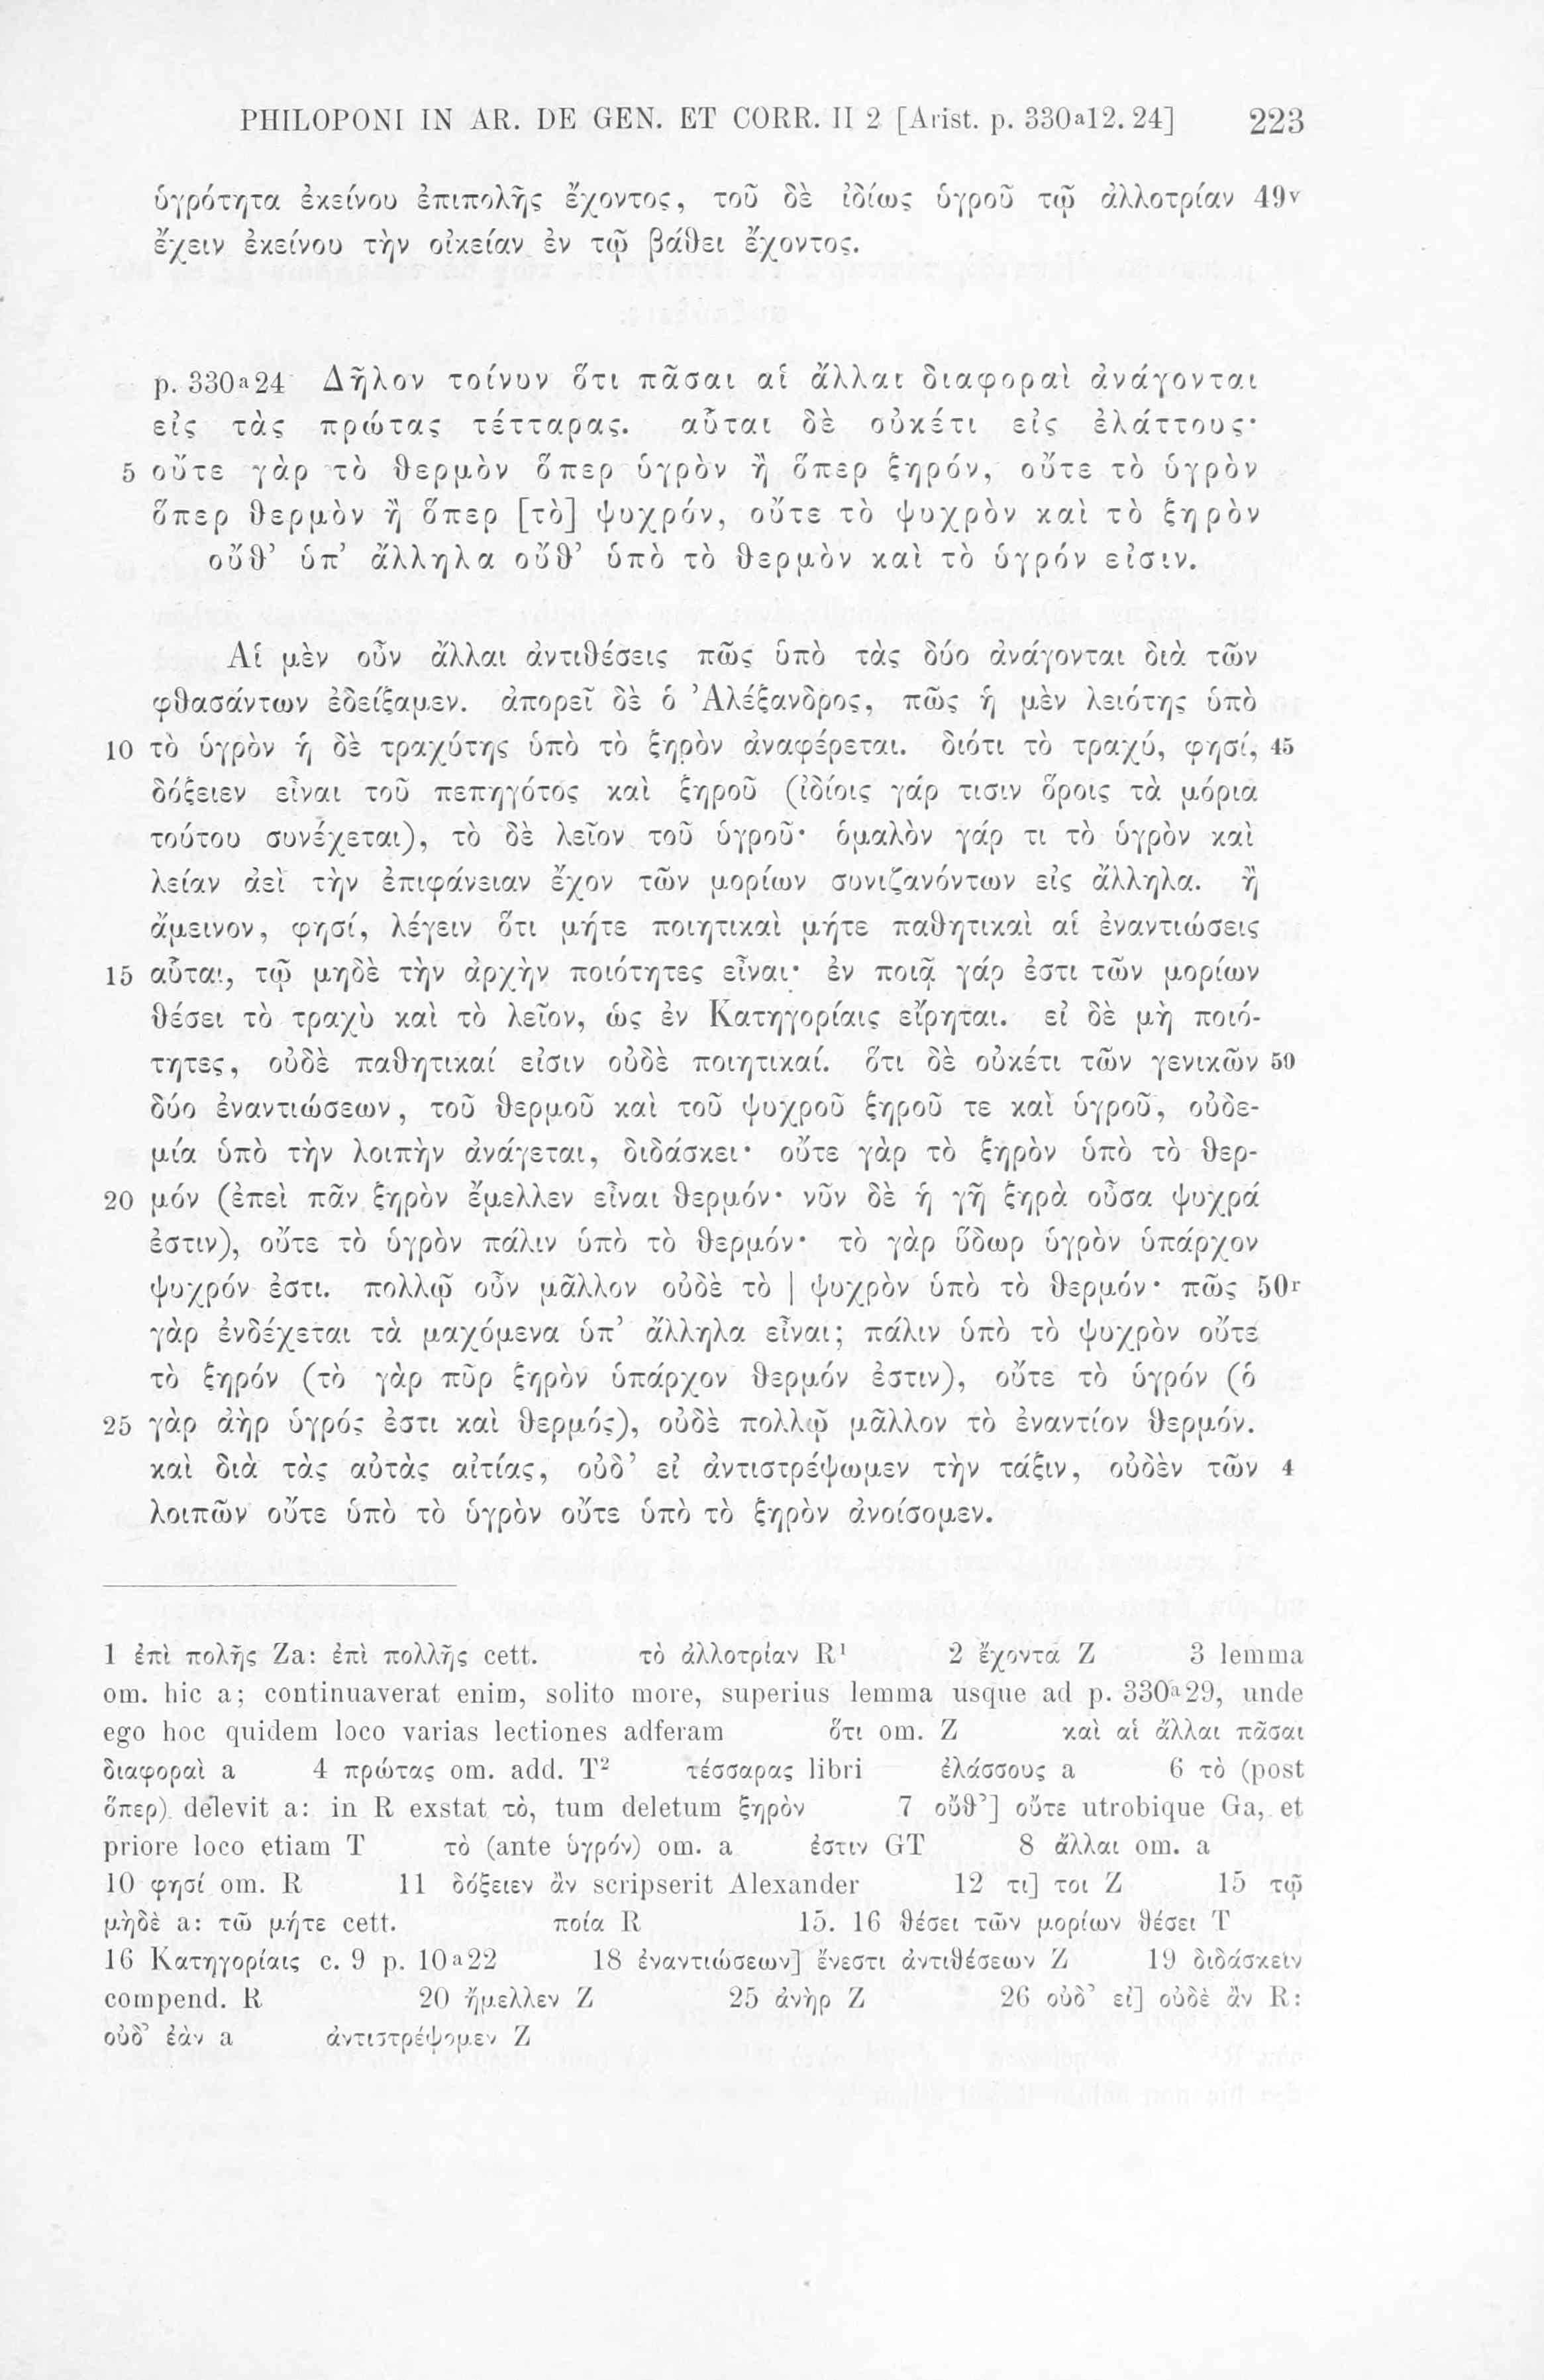 PHILOPONI IN AR. DE GEN. ET CORR. II 2 [Arist. p. 330a12. 24] 223
ὑγρότητα ἐκείνου ἐπιπολῆς ἔχοντος, τοῦ δὲ ἰδίως ὑγροῦ τῷ ἀλλοτρίαν 49v
ἔχειν ἐκείνου τὴν οἰκείαν ἐν τῷ βάθει ἔχοντος.
p. 330a24 Δῆλον τοίνυν ὅτι πᾶσαι αἱ ἄλλαι διαφοραὶ ἀνάγονται
εἰς τὰς πρώτας τέτταρας. αὗται δὲ οὐκέτι εἰς ἐλάττους·
5 οὔτε γὰρ τὸ θερμὸν ὅπερ ὑγρὸν ἢ ὅπερ ξηρόν, οὔτε τὸ ὑγρὸν
ὅπερ θερμὸν ἢ ὅπερ [τὸ] ψυχρόν, οὔτε τὸ ψυχρὸν καὶ τὸ ξηρὸν
οὔθ’ ὑπ’ ἄλληλα οὔθ’ ὑπὸ τὸ θερμὸν καὶ τὸ ὑγρόν εἰσιν.
Αἱ μὲν οὖν ἄλλαι ἀντιθέσεις πῶς ὑπὸ τὰς δύο ἀνάγονται διὰ τῶν
φθασάντων ἐδείξαμεν. ἀπορεῖ δὲ ὁ Ἀλέξανδρος, πῶς ἡ μὲν λειότης ὑπὸ
10 τὸ ὑγρὸν ἡ δὲ τραχύτης ὑπὸ τὸ ξηρὸν ἀναφέρεται. διότι τὸ τραχύ, φησί, 45
δόξειεν εἶναι τοῦ πεπηγότος καὶ ξηροῦ (ἰδίοις γάρ τισιν ὅροις τὰ μόρια
τούτου συνέχεται), τὸ δὲ λεῖον τοῦ ὑγροῦ· ὁμαλὸν γάρ τι τὸ ὑγρὸν καὶ
λείαν ἀεὶ τὴν ἐπιφάνειαν ἔχον τῶν μορίων συνιζανόντων εἰς ἄλληλα. ἢ
ἄμεινον, φησί, λέγειν ὅτι μήτε ποιητικαὶ μήτε παθητικαὶ αἱ ἐναντιώσεις
15 αὗται, τῷ μηδὲ τὴν ἀρχὴν ποιότητες εἶναι· ἐν ποιᾷ γάρ ἐστι τῶν μορίων
θέσει τὸ τραχὺ καὶ τὸ λεῖον, ὡς ἐν Κατηγορίαις εἴρηται. εἰ δὲ μὴ ποιό-
τητες, οὐδὲ παθητικαί εἰσιν οὐδὲ ποιητικαί. ὅτι δὲ οὐκέτι τῶν γενικῶν 50
δύο ἐναντιώσεων, τοῦ θερμοῦ καὶ τοῦ ψυχροῦ ξηροῦ τε καὶ ὑγροῦ, οὐδε-
μία ὑπὸ τὴν λοιπὴν ἀνάγεται, διδάσκει· οὔτε γὰρ τὸ ξηρὸν ὑπὸ τὸ θερ-
20 μόν (ἐπεὶ πᾶν ξηρὸν ἔμελλεν εἶναι θερμόν· νῦν δὲ ἡ γῆ ξηρὰ οὖσα ψυχρά
ἐστιν), οὔτε τὸ ὑγρὸν πάλιν ὑπὸ τὸ θερμόν· τὸ γὰρ ὕδωρ ὑγρὸν ὑπάρχον
ψυχρόν ἐστι. πολλῷ οὖν μᾶλλον οὐδὲ τὸ | ψυχρὸν ὑπὸ τὸ θερμόν· πῶς 50r
γὰρ ἐνδέχεται τὰ μαχόμενα ὑπ’ ἄλληλα εἶναι; πάλιν ὑπὸ τὸ ψυχρὸν οὔτε
τὸ ξηρόν (τὸ γὰρ πῦρ ξηρὸν ὑπάρχον θερμόν ἐστιν), οὔτε τὸ ὑγρόν (ὁ
25 γὰρ ἀὴρ ὑγρός ἐστι καὶ θερμός), οὐδὲ πολλῷ μᾶλλον τὸ ἐναντίον θερμόν.
καὶ διὰ τὰς αὐτὰς αἰτίας, οὐδ’ εἰ ἀντιστρέψωμεν τὴν τάξιν, οὐδὲν τῶν 4
λοιπῶν οὔτε ὑπὸ τὸ ὑγρὸν οὔτε ὑπὸ τὸ ξηρὸν ἀνοίσομεν.
1 ἐπὶ πολῆς Za: ἐπὶ πολλῆς cett. τὸ ἀλλοτρίαν R¹ 2 ἔχοντα Z 3 lemma
om. hic a; continuaverat enim, solito more, superius lemma usque ad p. 330a29, unde
ego hoc quidem loco varias lectiones adferam ὅτι om. Z καὶ αἱ ἄλλαι πᾶσαι
διαφοραὶ a 4 πρώτας om. add. T² τέσσαρας libri ἐλάσσους a 6 τὸ (post
ὅπερ) delevit a: in R exstat τὸ, tum deletum ξηρὸν 7 οὔθ’] οὔτε utrobique Ga, et
priore loco etiam T τὸ (ante ὑγρόν) om. a ἐστιν GT 8 ἄλλαι om. a
10 φησί om. R 11 δόξειεν ἂν scripserit Alexander 12 τι] τοι Z 15 τῷ
μὴδὲ a: τῶ μήτε cett. ποία R 15. 16 θέσει τῶν μορίων θέσει T
16 Κατηγορίαις c. 9 p. 10a22 18 ἐναντιώσεων] ἔνεστι ἀντιθέσεων Z 19 διδάσκειν
compend. R 20 ἤμελλεν Z 25 ἀνὴρ Z 26 οὐδ’ εἰ] οὐδὲ ἂν R:
οὐδ’ ἐὰν a ἀντιστρέψομεν Z